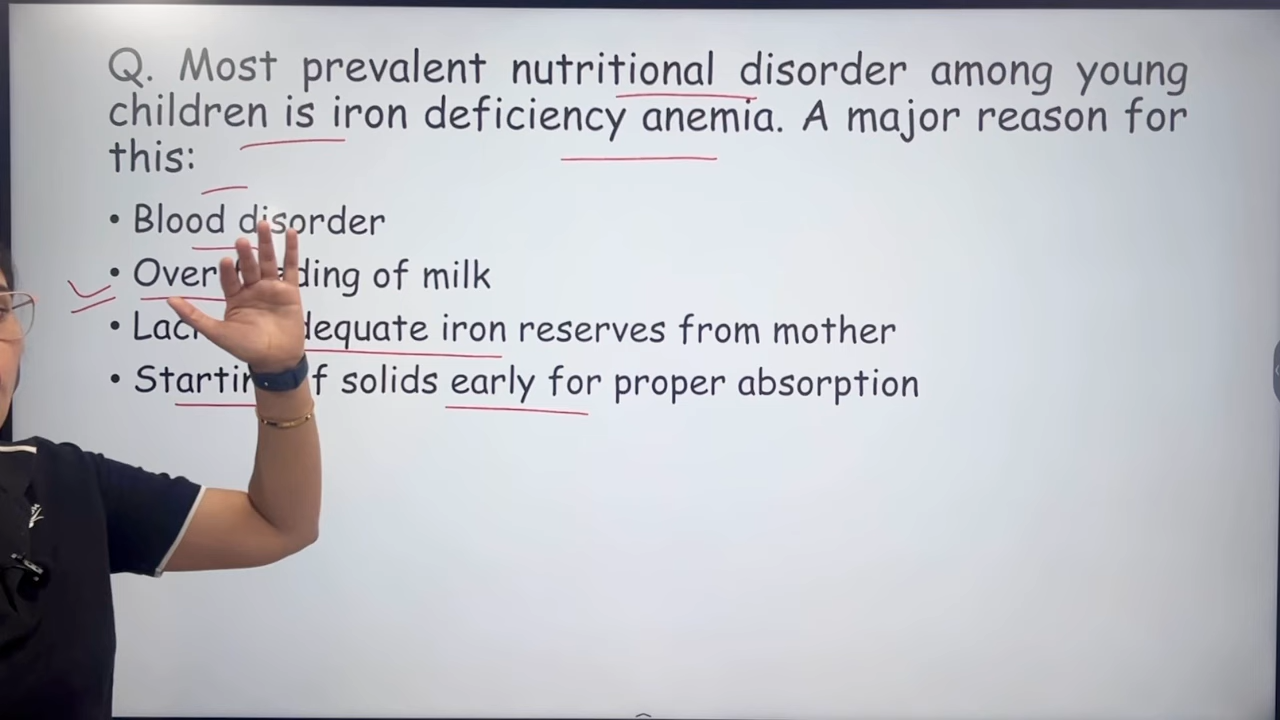 Q. Most prevalent nutritional disorder among young
children is iron deficiency anemia. A major reason for
this:
• Blood disorder
• Over ding of milk
• Lac dequate iron reserves from mother
• Startin f solids early for proper absorption